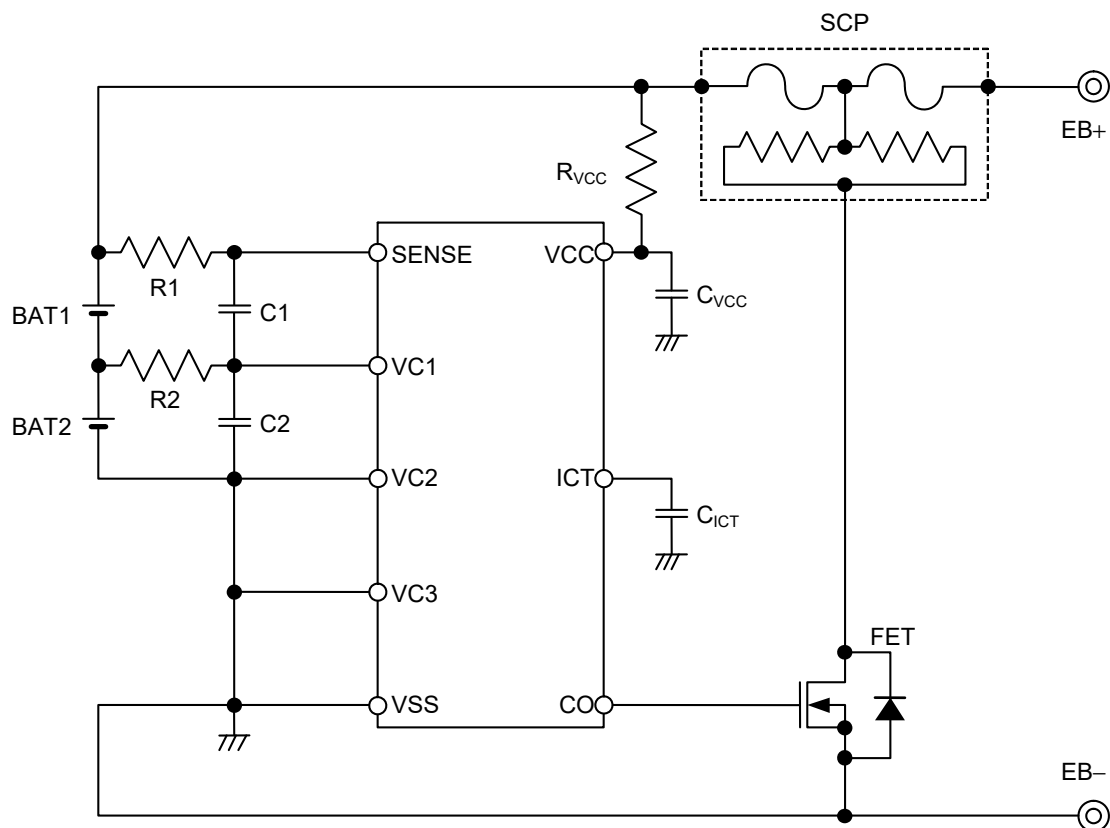 SCP
EB+
RVCC
SENSE
VCC
R1
CVCC
BAT1
C1
VC1
R2
BAT2
C2
VC2
ICT
CICT
VC3
FET
VSS
CO
EB−